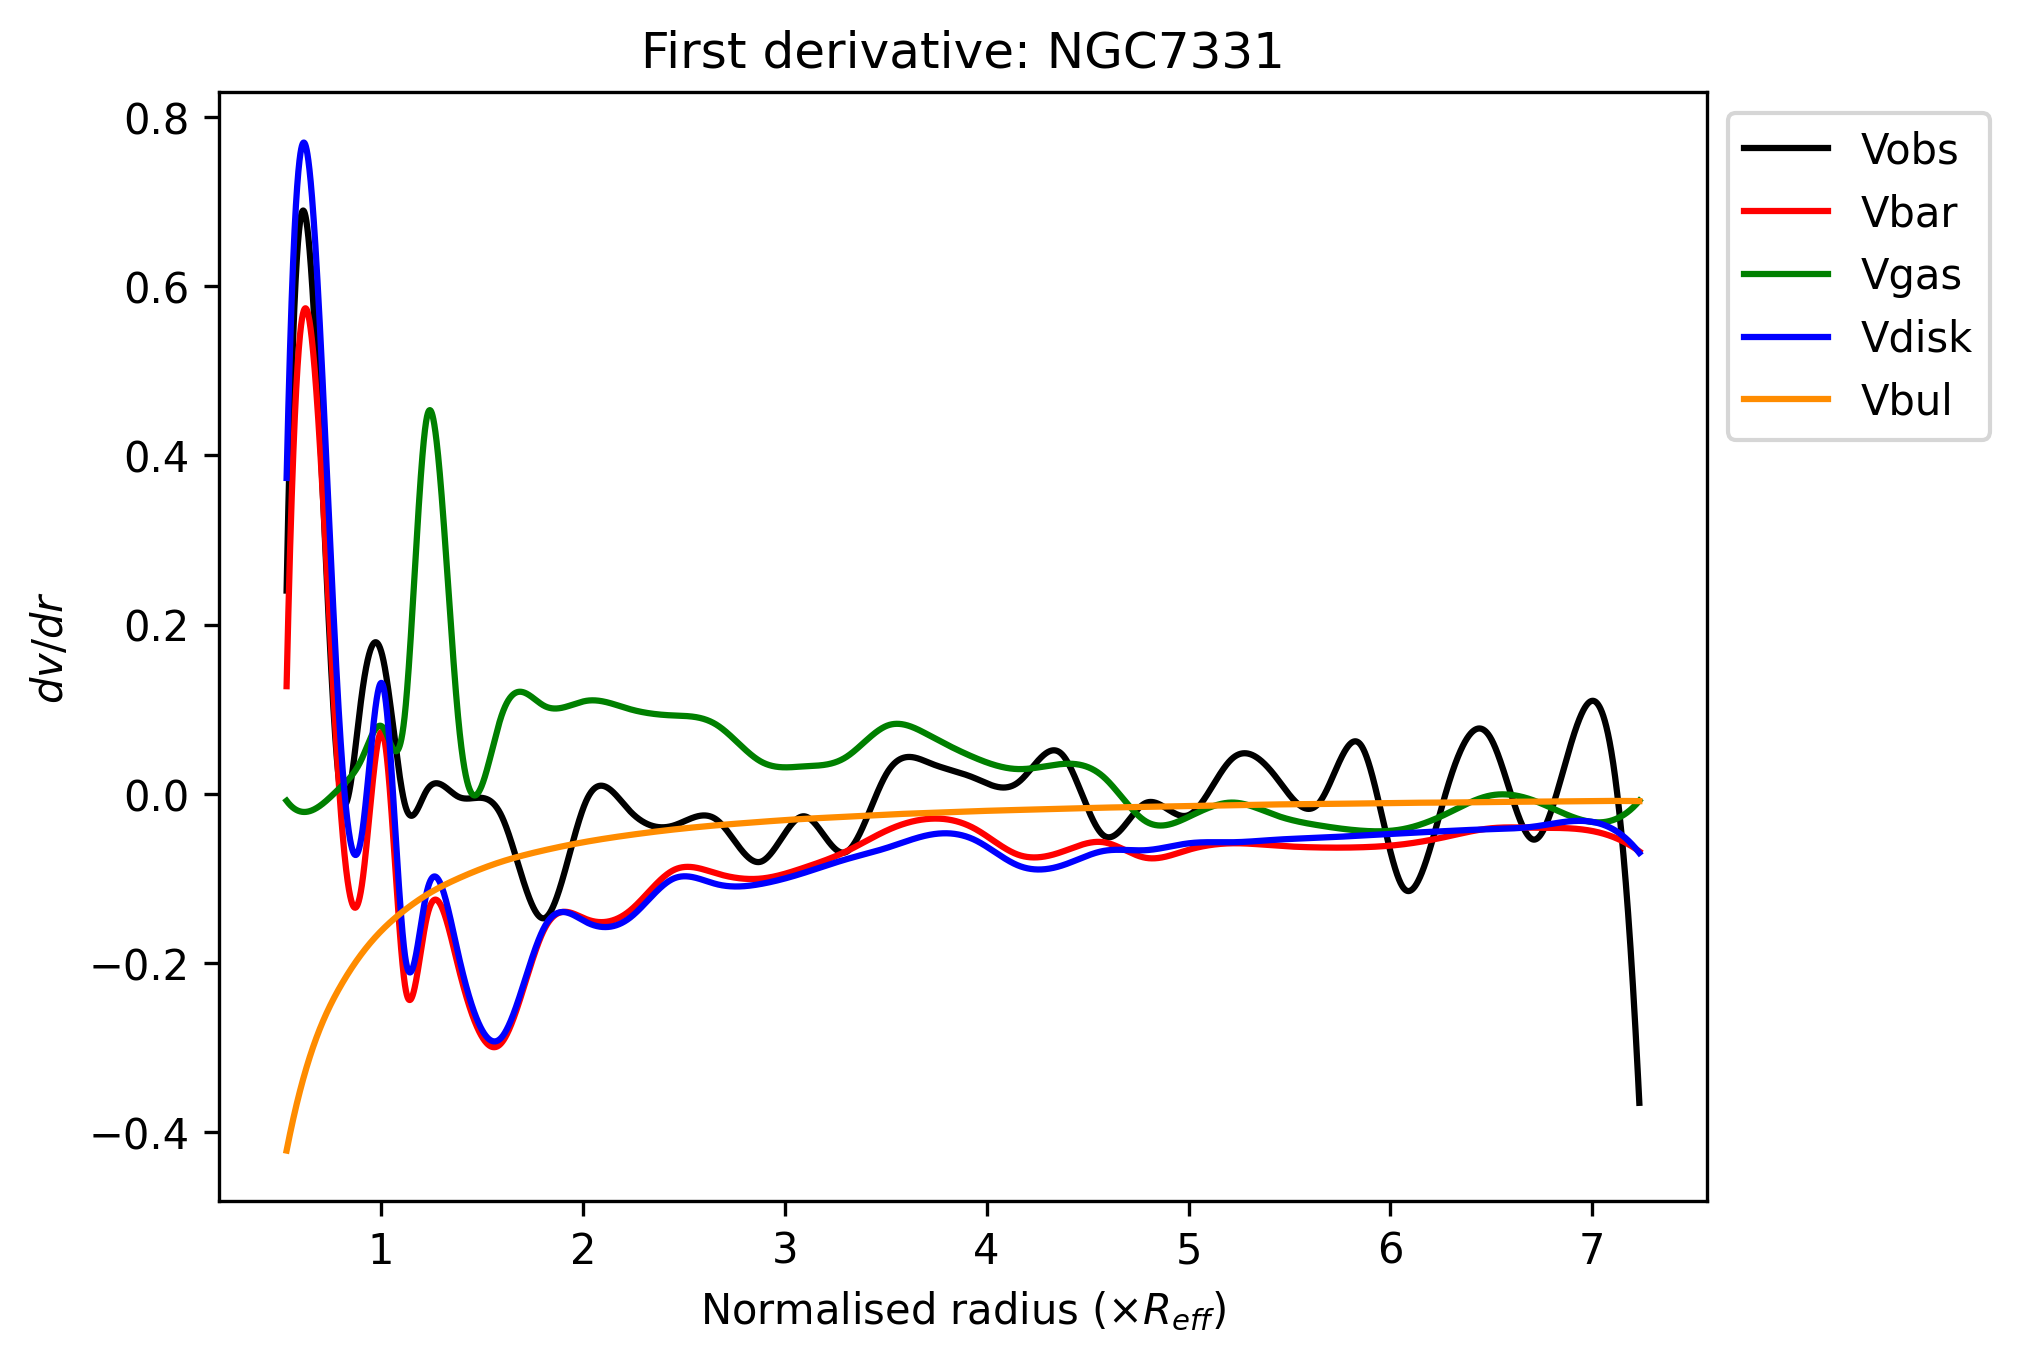 First derivative: NGC7331
0.8
0.6
0.4
0.2
0.0
−0.2
−0.4
dv/dr
1 2 3 4 5 6 7
Normalised radius (×R_eff)
Vobs
Vbar
Vgas
Vdisk
Vbul